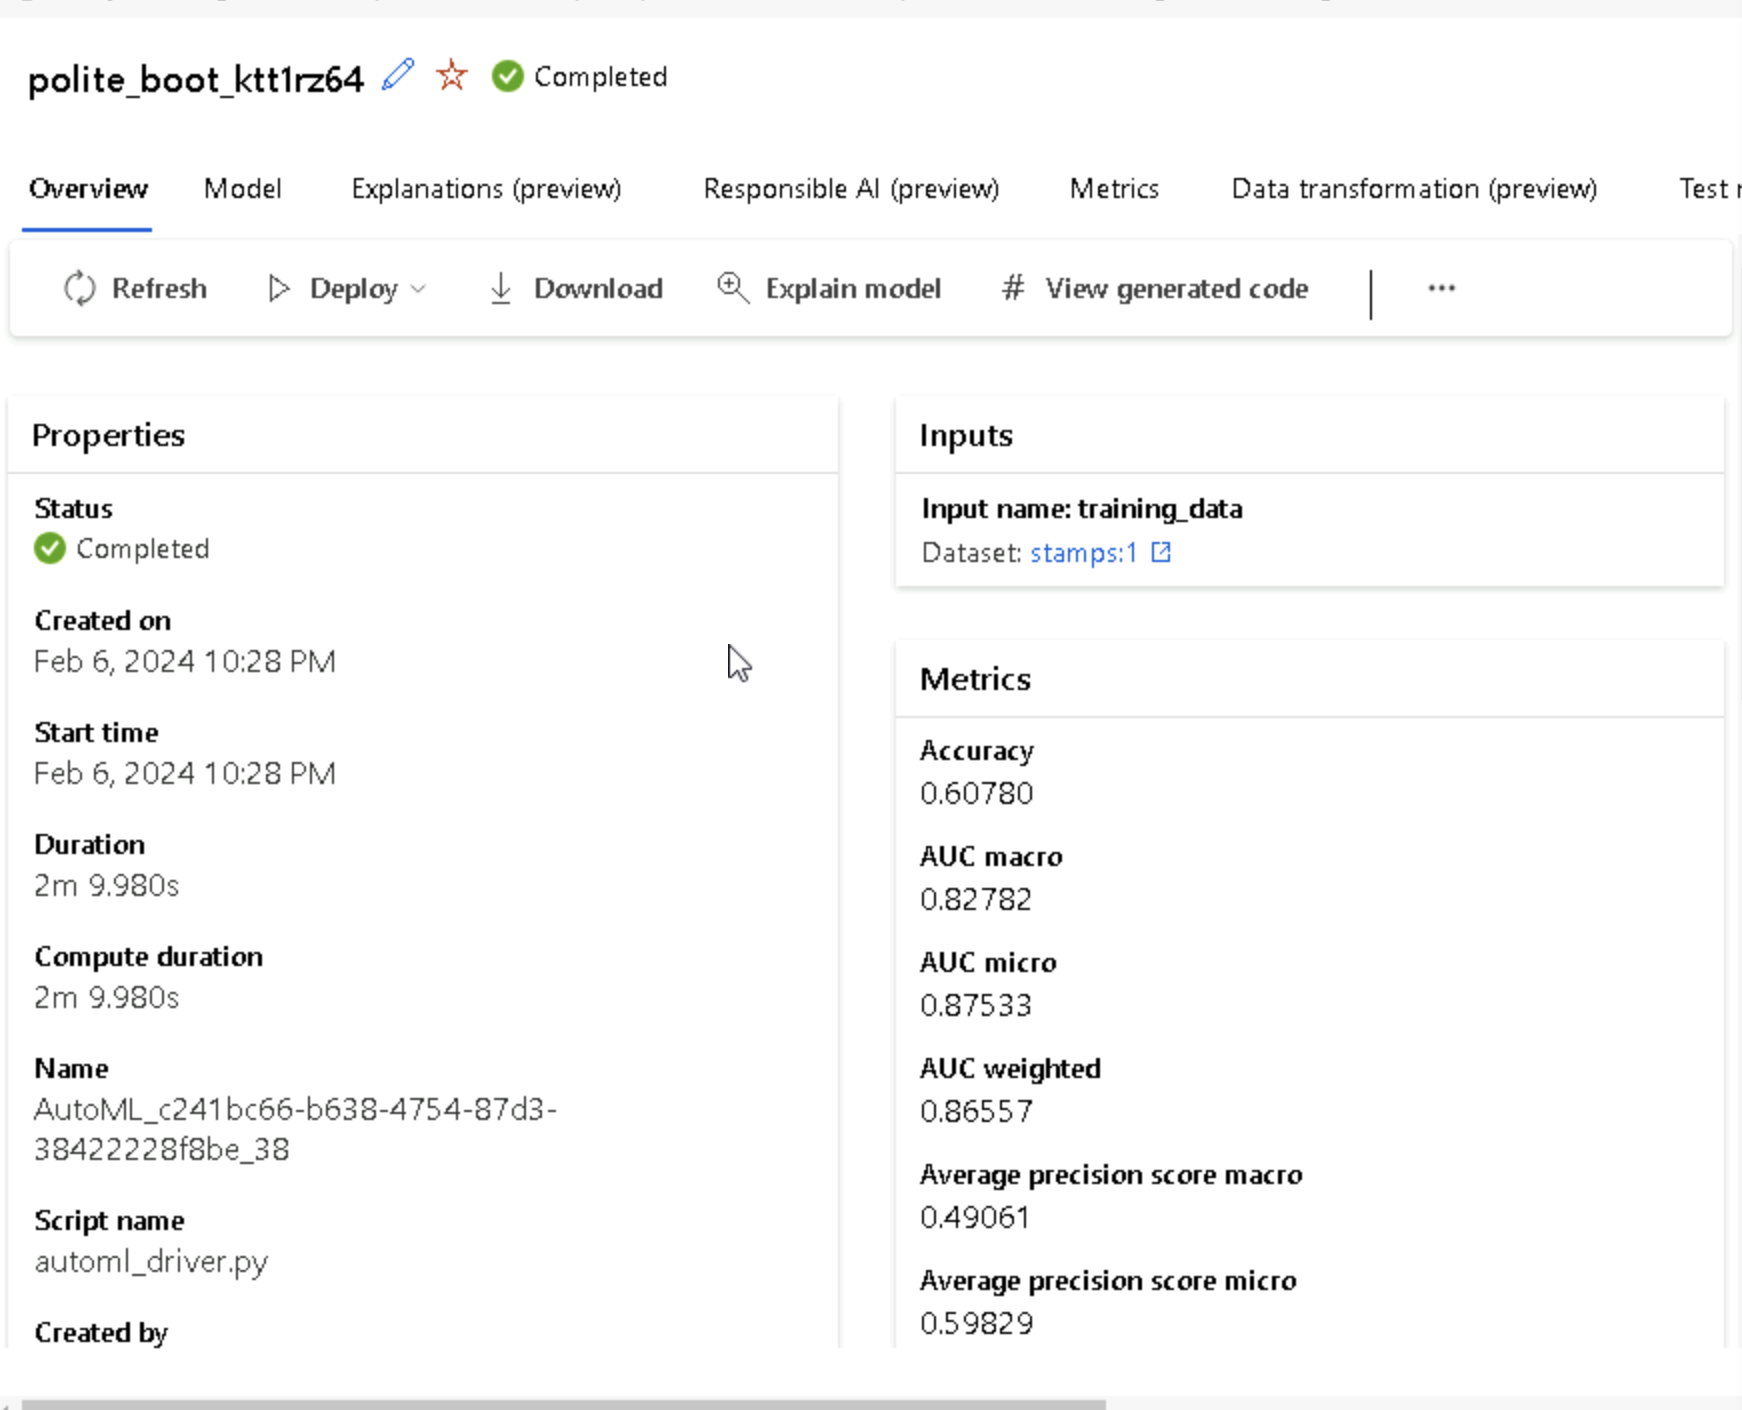 polite_boot_ktt1rz64 Completed
Overview Model Explanations (preview) Responsible AI (preview) Metrics Data transformation (preview) Test
Refresh Deploy Download Explain model # View generated code | ...
Properties
Status
Completed
Created on
Feb 6, 2024 10:28 PM
Start time
Feb 6, 2024 10:28 PM
Duration
2m 9.980s
Compute duration
2m 9.980s
Name
AutoML_c241bc66-b638-4754-87d3-
38422228f8be_38
Script name
automl_driver.py
Created by
Inputs
Input name: training_data
Dataset: stamps:1
Metrics
Accuracy
0.60780
AUC macro
0.82782
AUC micro
0.87533
AUC weighted
0.86557
Average precision score macro
0.49061
Average precision score micro
0.59829